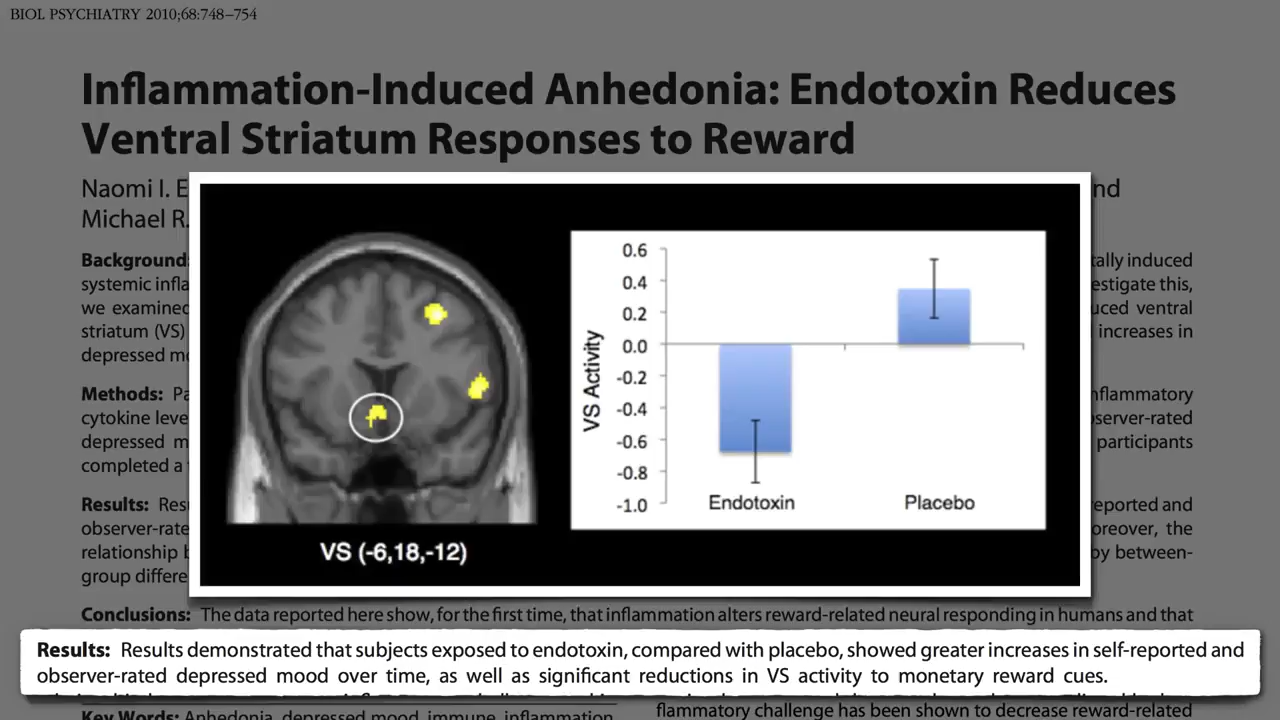 BIOL PSYCHIATRY 2010;68:748–754
Inflammation-Induced Anhedonia: Endotoxin Reduces
Ventral Striatum Responses to Reward
Naomi I. E nd
Michael R.
Background: tally induced
systemic infla estigate this,
we examined uced ventral
striatum (VS) increases in
depressed mo
Methods: Pa nflammatory
cytokine leve bserver-rated
depressed m participants
completed a
Results: Res reported and
observer-rate oreover, the
relationship b by between-
group differe
VS (-6,18,-12)
VS Activity
0.6
0.4
0.2
0.0
-0.2
-0.4
-0.6
-0.8
-1.0
Endotoxin Placebo
Conclusions: The data reported here show, for the first time, that inflammation alters reward-related neural responding in humans and that
Results: Results demonstrated that subjects exposed to endotoxin, compared with placebo, showed greater increases in self-reported and
observer-rated depressed mood over time, as well as significant reductions in VS activity to monetary reward cues.
Key Words: Anhedonia, depressed mood, immune, inflammation,
flammatory challenge has been shown to decrease reward-related